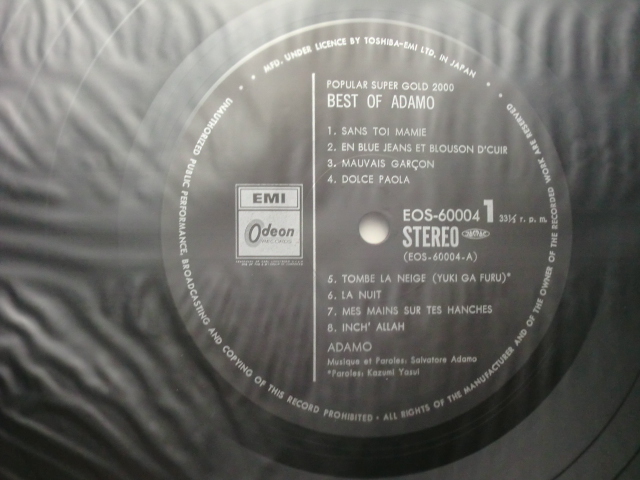 MFD. UNDER LICENCE BY TOSHIBA-EMI LTD. IN JAPAN
POPULAR SUPER GOLD 2000
BEST OF ADAMO
1. SANS TOI MAMIE
2. EN BLUE JEANS ET BLOUSON D'CUIR
3. MAUVAIS GARÇON
4. DOLCE PAOLA
EMI
Odeon
EOS-60004 1 33⅓ r. p. m.
STEREO
(EOS-60004-A)
5. TOMBE LA NEIGE (YUKI GA FURU)*
6. LA NUIT
7. MES MAINS SUR TES HANCHES
8. INCH' ALLAH
ADAMO
Musique et Paroles: Salvatore Adamo
*Paroles: Kazumi Yasui
UNAUTHORIZED PUBLIC PERFORMANCE, BROADCASTING AND COPYING OF THIS RECORD PROHIBITED • ALL RIGHTS OF THE MANUFACTURER AND OF THE OWNER OF THE RECORDED WORK ARE RESERVED